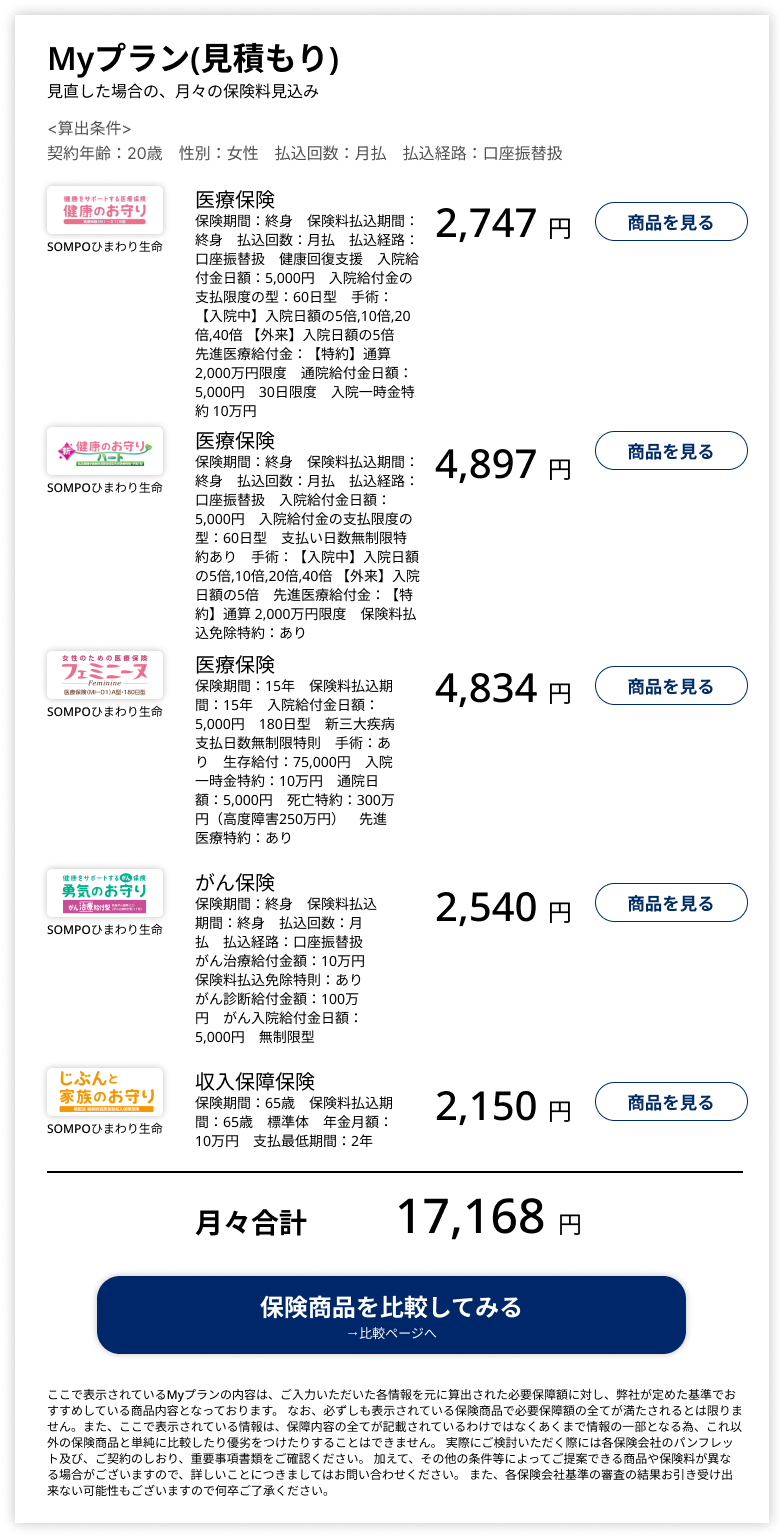 Myプラン(見積もり)
見直した場合の、月々の保険料見込み
<算出条件>
契約年齢：20歳　性別：女性　払込回数：月払　払込経路：口座振替扱
健康をサポートする医療保険
健康のお守り
SOMPOひまわり生命
医療保険
保険期間：終身　保険料払込期間：
終身　払込回数：月払　払込経路：
口座振替扱　健康回復支援　入院給
付金日額：5,000円　入院給付金の
支払限度の型：60日型　手術：
【入院中】入院日額の5倍,10倍,20
倍,40倍 【外来】入院日額の5倍
先進医療給付金：【特約】通算
2,000万円限度　通院給付金日額：
5,000円　30日限度　入院一時金特
約 10万円
2,747 円
商品を見る
新 健康のお守り
ハート
SOMPOひまわり生命
医療保険
保険期間：終身　保険料払込期間：
終身　払込回数：月払　払込経路：
口座振替扱　入院給付金日額：
5,000円　入院給付金の支払限度の
型：60日型　支払い日数無制限特
約あり　手術：【入院中】入院日額
の5倍,10倍,20倍,40倍 【外来】入院
日額の5倍　先進医療給付金：【特
約】通算 2,000万円限度　保険料払
込免除特約：あり
4,897 円
商品を見る
女性のための医療保険
フェミニーヌ
Feminine
医療保険(MI-01)A型・180日型
SOMPOひまわり生命
医療保険
保険期間：15年　保険料払込期
間：15年　入院給付金日額：
5,000円　180日型　新三大疾病
支払日数無制限特則　手術：あ
り　生存給付：75,000円　入院
一時金特約：10万円　通院日
額：5,000円　死亡特約：300万
円（高度障害250万円）　先進
医療特約：あり
4,834 円
商品を見る
健康をサポートするがん保険
勇気のお守り
がん治療給付型
SOMPOひまわり生命
がん保険
保険期間：終身　保険料払込
期間：終身　払込回数：月
払　払込経路：口座振替扱
がん治療給付金額：10万円
保険料払込免除特則：あり
がん診断給付金額：100万
円　がん入院給付金日額：
5,000円　無制限型
2,540 円
商品を見る
じぶんと
家族のお守り
SOMPOひまわり生命
収入保障保険
保険期間：65歳　保険料払込期
間：65歳　標準体　年金月額：
10万円　支払最低期間：2年
2,150 円
商品を見る
月々合計
17,168 円
保険商品を比較してみる
→比較ページへ
ここで表示されているMyプランの内容は、ご入力いただいた各情報を元に算出された必要保障額に対し、弊社が定めた基準でお
すすめしている商品内容となっております。 なお、必ずしも表示されている保険商品で必要保障額の全てが満たされるとは限りま
せん。また、ここで表示されている情報は、保障内容の全てが記載されているわけではなくあくまで情報の一部となる為、これ以
外の保険商品と単純に比較したり優劣をつけたりすることはできません。 実際にご検討いただく際には各保険会社のパンフレッ
ト及び、ご契約のしおり、重要事項書類をご確認ください。 加えて、その他の条件等によってご提案できる商品や保険料が異な
る場合がございますので、詳しいことにつきましてはお問い合わせください。 また、各保険会社基準の審査の結果お引き受け出
来ない可能性もございますので何卒ご了承ください。